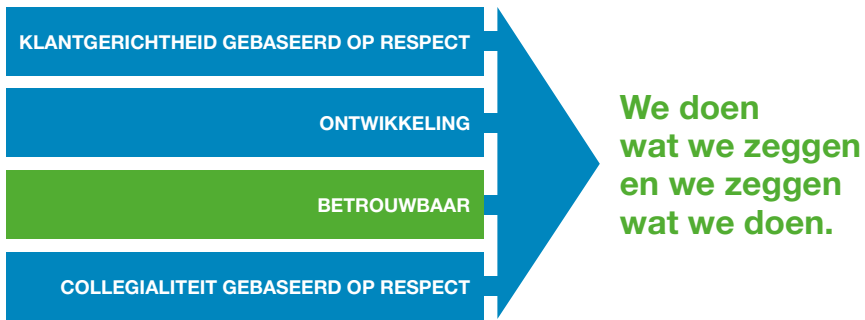 KLANTGERICHTHEID GEBASEERD OP RESPECT
ONTWIKKELING
BETROUWBAAR
COLLEGIALITEIT GEBASEERD OP RESPECT
We doen
wat we zeggen
en we zeggen
wat we doen.